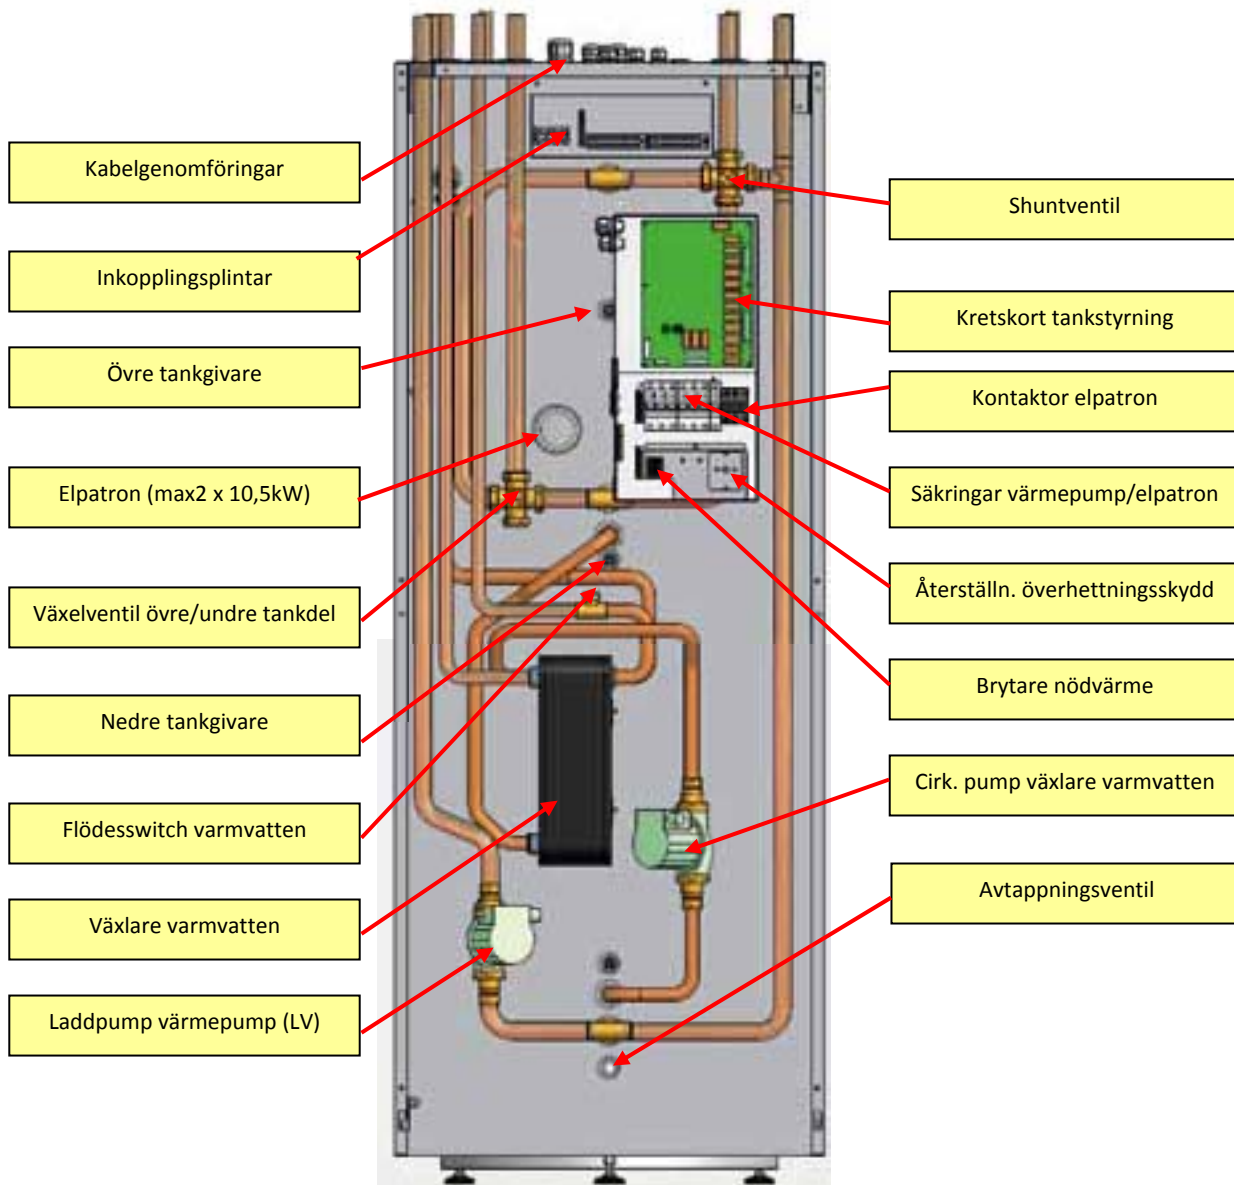 Kabelgenomföringar
Inkopplingsplintar
Övre tankgivare
Elpatron (max2 x 10,5kW)
Växelventil övre/undre tankdel
Nedre tankgivare
Flödesswitch varmvatten
Växlare varmvatten
Laddpump värmepump (LV)
Shuntventil
Kretskort tankstyrning
Kontaktor elpatron
Säkringar värmepump/elpatron
Återställn. överhettningsskydd
Brytare nödvärme
Cirk. pump växlare varmvatten
Avtappningsventil